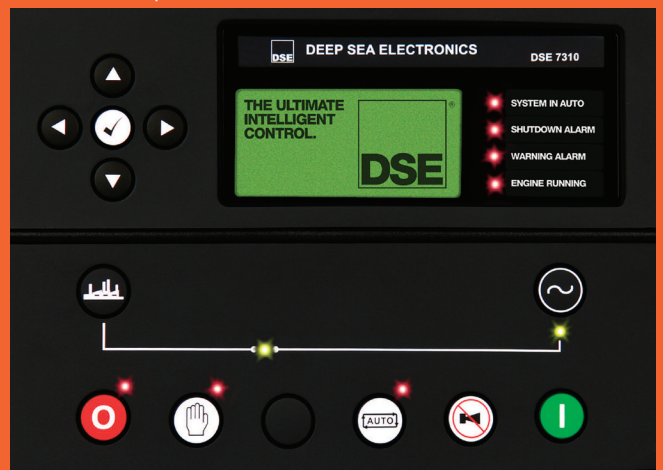 DSE DEEP SEA ELECTRONICS DSE 7310
THE ULTIMATE
INTELLIGENT
CONTROL.
DSE ®
SYSTEM IN AUTO
SHUTDOWN ALARM
WARNING ALARM
ENGINE RUNNING
O
AUTO
I